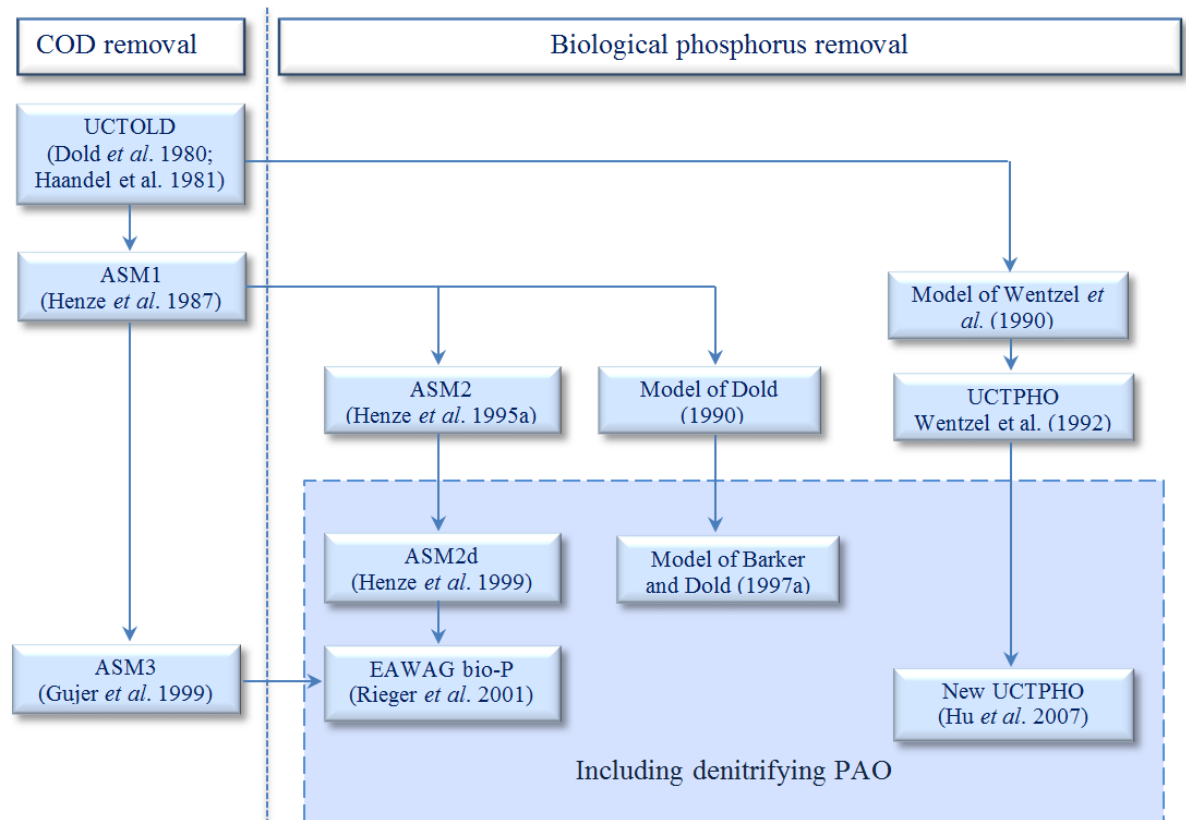 COD removal
Biological phosphorus removal
UCTOLD
(Dold et al. 1980;
Haandel et al. 1981)
ASM1
(Henze et al. 1987)
Model of Wentzel et
al. (1990)
ASM2
(Henze et al. 1995a)
Model of Dold
(1990)
UCTPHO
Wentzel et al. (1992)
ASM2d
(Henze et al. 1999)
Model of Barker
and Dold (1997a)
ASM3
(Gujer et al. 1999)
EAWAG bio-P
(Rieger et al. 2001)
New UCTPHO
(Hu et al. 2007)
Including denitrifying PAO